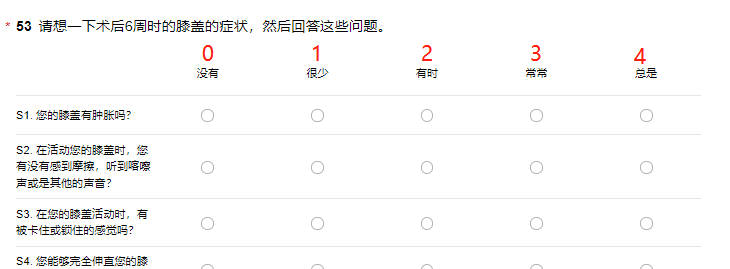 * 53 请想一下术后6周时的膝盖的症状，然后回答这些问题。
0 1 2 3 4
没有 很少 有时 常常 总是
S1. 您的膝盖有肿胀吗？
S2. 在活动您的膝盖时，您
有没有感到摩擦，听到喀嚓
声或是其他的声音？
S3. 在您的膝盖活动时，有
被卡住或锁住的感觉吗？
S4. 您能够完全伸直您的膝